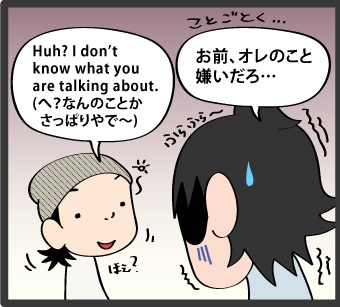 ことごとく…
お前、オレのこと
嫌いだろ…
ふらふら～
Huh? I don't
know what you
are talking about.
(へ？なんのことか
さっぱりやで～)
ほぇ？